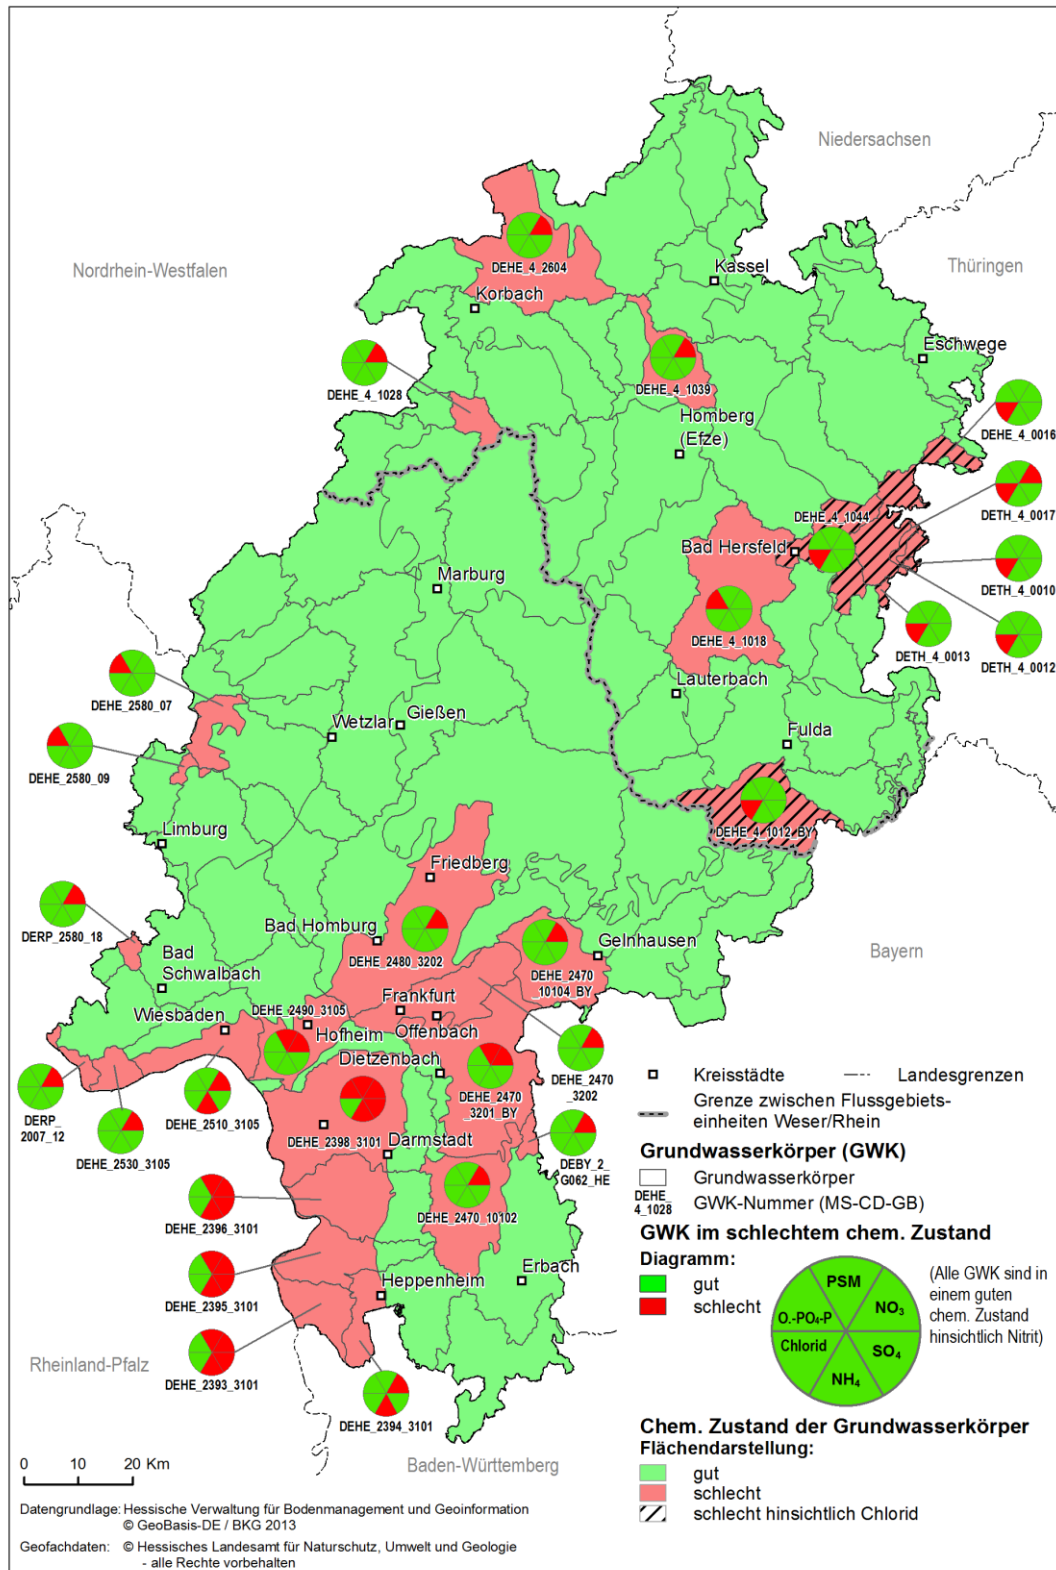 Niedersachsen
Nordrhein-Westfalen
Thüringen
DEHE_4_2604
Kassel
Korbach
Eschwege
DEHE_4_1028
DEHE_4_1039
Homberg
(Efze)
DEHE_4_0016
DETH_4_0017
DEHE_4_1044
Bad Hersfeld
DETH_4_0010
Marburg
DEHE_4_1018
DETH_4_0013
DETH_4_0012
DEHE_2580_07
Lauterbach
Gießen
Wetzlar
Fulda
DEHE_2580_09
DEHE_4_1012_BY
Limburg
Friedberg
DERP_2580_18
Bad Homburg
Gelnhausen
Bayern
Bad
Schwalbach
DEHE_2480_3202
DEHE_2470
_10104_BY
DEHE_2490_3105
Frankfurt
Wiesbaden
Hofheim
Offenbach
Dietzenbach
DEHE_2470
_3202
DERP_
2007_12
DEHE_2510_3105
DEHE_2470
_3201_BY
DEHE_2530_3105
DEHE_2398_3101
Darmstadt
DEBY_2_
G062_HE
DEHE_2396_3101
DEHE_2470_10102
Erbach
Heppenheim
DEHE_2395_3101
DEHE_2393_3101
Rheinland-Pfalz
DEHE_2394_3101
Baden-Württemberg
Kreisstädte
Landesgrenzen
Grenze zwischen Flussgebiets-
einheiten Weser/Rhein
Grundwasserkörper (GWK)
Grundwasserkörper
DEHE_
4_1028
GWK-Nummer (MS-CD-GB)
GWK im schlechtem chem. Zustand
Diagramm:
gut
schlecht
PSM
NO₃
O.-PO₄-P
Chlorid
SO₄
NH₄
(Alle GWK sind in
einem guten
chem. Zustand
hinsichtlich Nitrit)
Chem. Zustand der Grundwasserkörper
Flächendarstellung:
gut
schlecht
schlecht hinsichtlich Chlorid
0 10 20 Km
Datengrundlage: Hessische Verwaltung für Bodenmanagement und Geoinformation
© GeoBasis-DE / BKG 2013
Geofachdaten: © Hessisches Landesamt für Naturschutz, Umwelt und Geologie
- alle Rechte vorbehalten